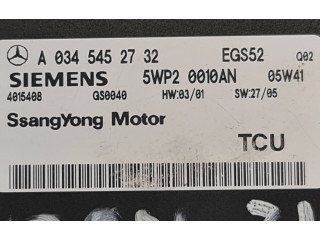 A 034 545 27 32 EGS52 Q02
SIEMENS 5WP2 0010AN 05W41
4015408 QS0040 HW:03/01 SW:27/05
SsangYong Motor
TCU